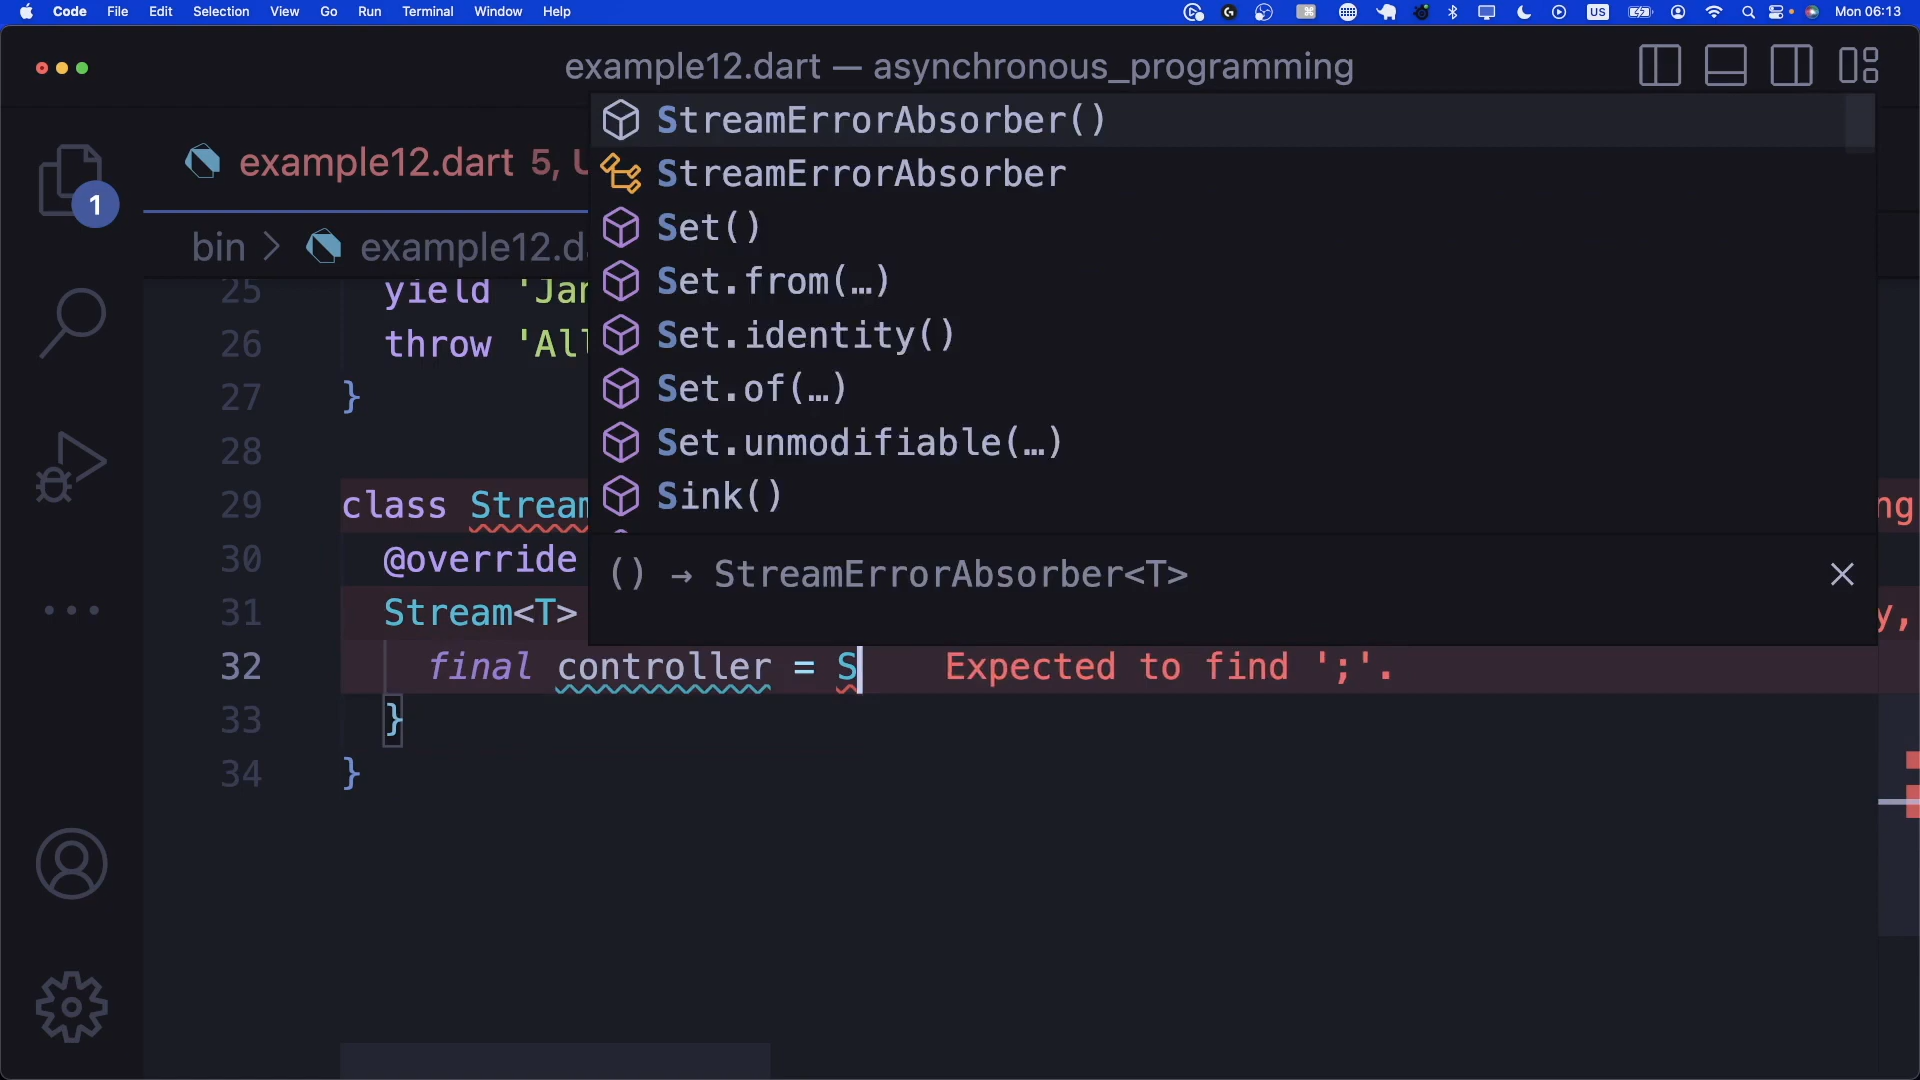 Code File Edit Selection View Go Run Terminal Window Help US Mon 06:13
example12.dart — asynchronous_programming
StreamErrorAbsorber()
example12.dart 5, U
StreamErrorAbsorber
1
Set()
bin > example12.da
Set.from(…)
25 yield 'Jan
Set.identity()
26 throw 'All
Set.of(…)
27 }
Set.unmodifiable(…)
28
Sink()
29 class Stream ng
30 @override
() → StreamErrorAbsorber<T>
31 Stream<T> y,
32 final controller = S Expected to find ';'.
33 }
34 }